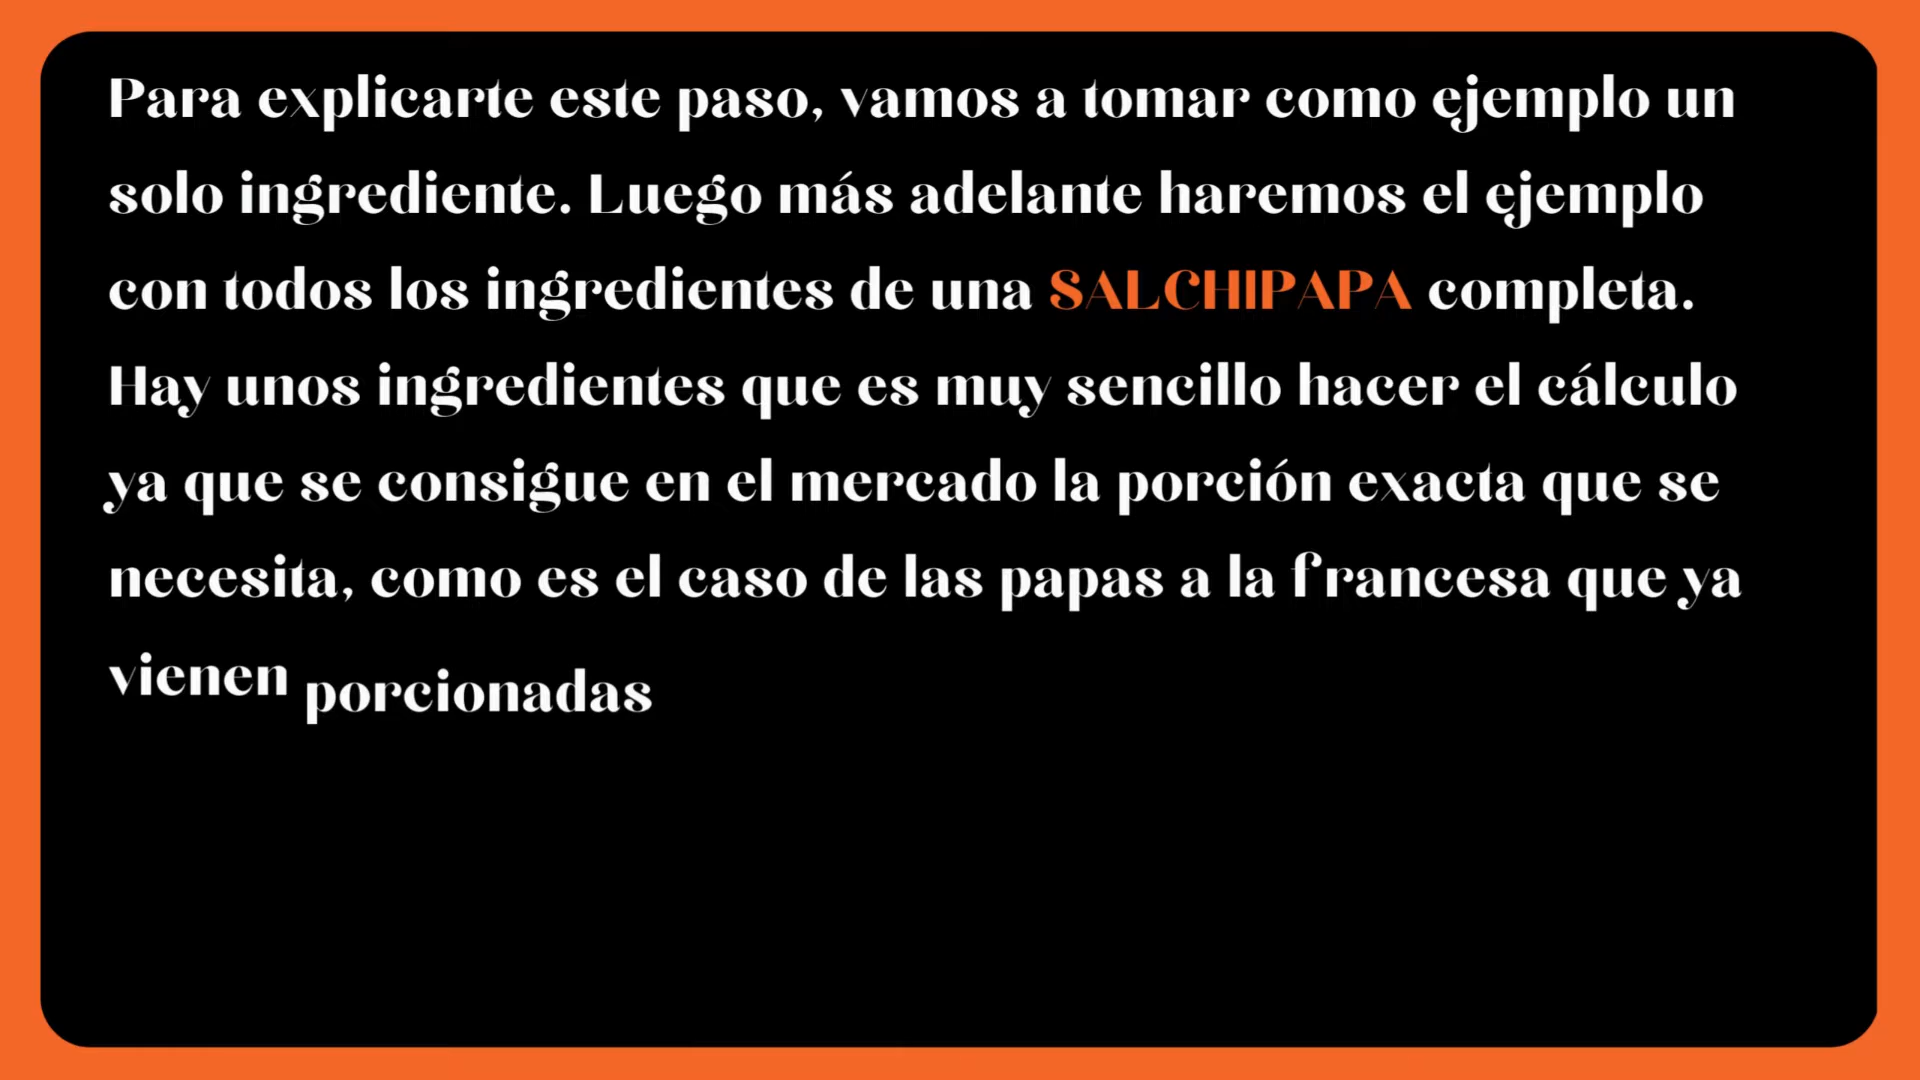 Para explicarte este paso, vamos a tomar como ejemplo un
solo ingrediente. Luego más adelante haremos el ejemplo
con todos los ingredientes de una SALCHIPAPA completa.
Hay unos ingredientes que es muy sencillo hacer el cálculo
ya que se consigue en el mercado la porción exacta que se
necesita, como es el caso de las papas a la francesa que ya
vienen porcionadas